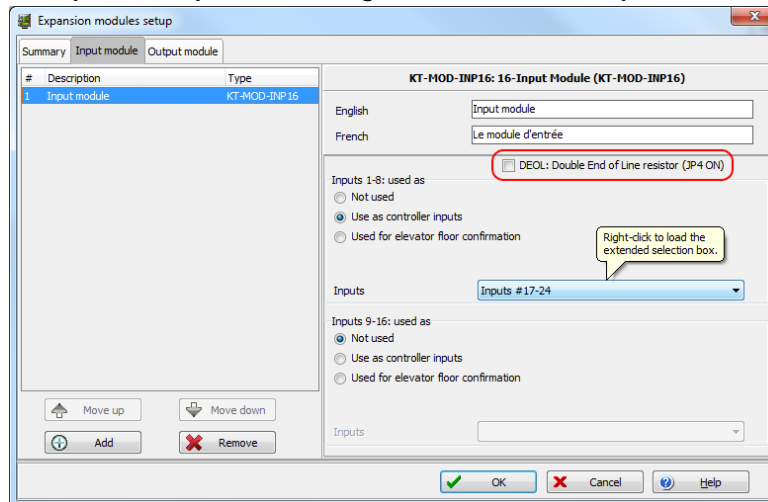 Expansion modules setup
Summary Input module Output module
# Description Type
1 Input module KT-MOD-INP16
Move up Move down
Add Remove
KT-MOD-INP16: 16-Input Module (KT-MOD-INP16)
English Input module
French Le module d'entrée
DEOL: Double End of Line resistor (JP4 ON)
Inputs 1-8: used as
Not used
Use as controller inputs
Used for elevator floor confirmation
Right-click to load the
extended selection box.
Inputs Inputs #17-24
Inputs 9-16: used as
Not used
Use as controller inputs
Used for elevator floor confirmation
Inputs
OK Cancel Help